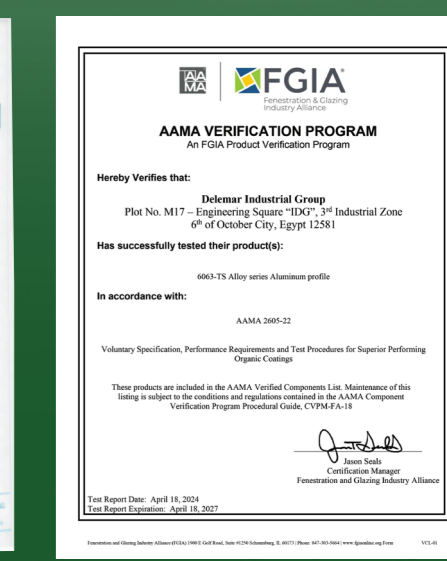 AA
MA
FGIA
Fenestration & Glazing
Industry Alliance
AAMA VERIFICATION PROGRAM
An FGIA Product Verification Program
Hereby Verifies that:
Delemar Industrial Group
Plot No. M17 – Engineering Square “IDG”, 3rd Industrial Zone
6th of October City, Egypt 12581
Has successfully tested their product(s):
6063-TS Alloy series Aluminum profile
In accordance with:
AAMA 2605-22
Voluntary Specification, Performance Requirements and Test Procedures for Superior Performing
Organic Coatings
These products are included in the AAMA Verified Components List. Maintenance of this
listing is subject to the conditions and regulations contained in the AAMA Component
Verification Program Procedural Guide, CVPM-FA-18
Jason Seals
Certification Manager
Fenestration and Glazing Industry Alliance
Test Report Date: April 18, 2024
Test Report Expiration: April 18, 2027
Fenestration and Glazing Industry Alliance (FGIA) 1900 E Golf Road, Suite #1250 Schaumburg, IL 60173 | Phone: 847-303-5664 | www.fgiaonline.org Form VCL-01